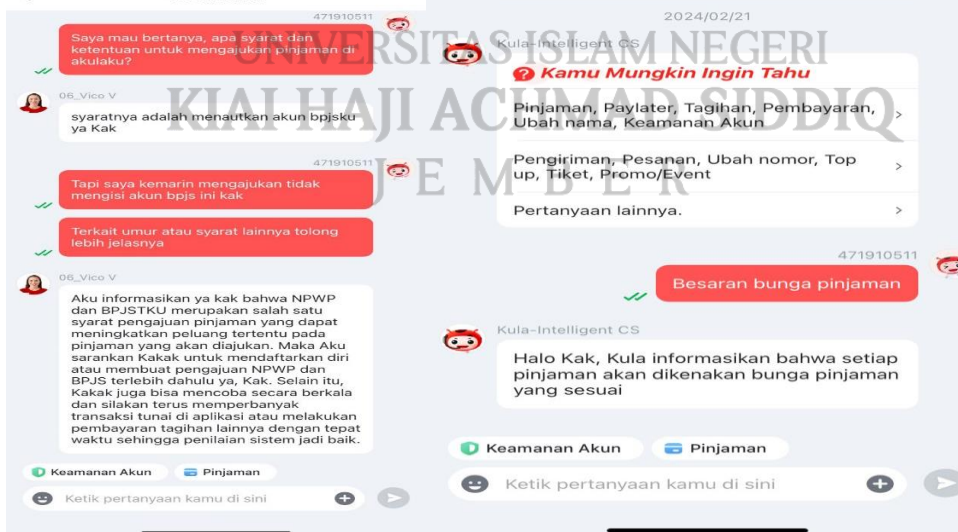 471910511
Saya mau bertanya, apa syarat dan
ketentuan untuk mengajukan pinjaman di
akulaku?
06_Vico V
syaratnya adalah menautkan akun bpjsku
ya Kak
471910511
Tapi saya kemarin mengajukan tidak
mengisi akun bpjs ini kak
Terkait umur atau syarat lainnya tolong
lebih jelasnya
06_Vico V
Aku informasikan ya kak bahwa NPWP
dan BPJSTKU merupakan salah satu
syarat pengajuan pinjaman yang dapat
meningkatkan peluang tertentu pada
pinjaman yang akan diajukan. Maka Aku
sarankan Kakak untuk mendaftarkan diri
atau membuat pengajuan NPWP dan
BPJS terlebih dahulu ya, Kak. Selain itu,
Kakak juga bisa mencoba secara berkala
dan silakan terus memperbanyak
transaksi tunai di aplikasi atau melakukan
pembayaran tagihan lainnya dengan tepat
waktu sehingga penilaian sistem jadi baik.
Keamanan Akun
Pinjaman
Ketik pertanyaan kamu di sini
2024/02/21
Kula-Intelligent CS
Kamu Mungkin Ingin Tahu
Pinjaman, Paylater, Tagihan, Pembayaran,
Ubah nama, Keamanan Akun
Pengiriman, Pesanan, Ubah nomor, Top
up, Tiket, Promo/Event
Pertanyaan lainnya.
471910511
Besaran bunga pinjaman
Kula-Intelligent CS
Halo Kak, Kula informasikan bahwa setiap
pinjaman akan dikenakan bunga pinjaman
yang sesuai
Keamanan Akun
Pinjaman
Ketik pertanyaan kamu di sini
UNIVERSITAS ISLAM NEGERI
KIAI HAJI ACHMAD SIDDIQ
JEMBER